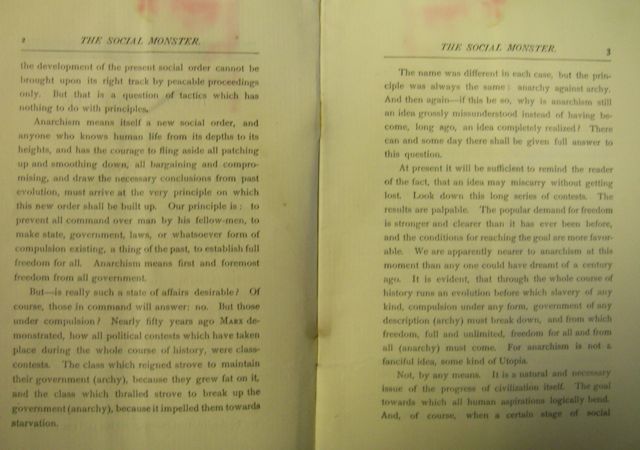 2
THE SOCIAL MONSTER.
the development of the present social order cannot be
brought upon its right track by peacable proceedings
only. But that is a question of tactics which has
nothing to do with principles.
Anarchism means itself a new social order, and
anyone who knows human life from its depths to its
heights, and has the courage to fling aside all patching
up and smoothing down, all bargaining and compro-
mising, and draw the necessary conclusions from past
evolution, must arrive at the very principle on which
this new order shall be built up. Our principle is: to
prevent all command over man by his fellow-men, to
make state, government, laws, or whatsoever form of
compulsion existing, a thing of the past, to establish full
freedom for all. Anarchism means first and foremost
freedom from all government.
But—is really such a state of affairs desirable? Of
course, those in command will answer: no. But those
under compulsion? Nearly fifty years ago MARX de-
monstrated, how all political contests which have taken
place during the whole course of history, were class-
contests. The class which reigned strove to maintain
their government (archy), because they grew fat on it,
and the class which thralled strove to break up the
government (anarchy), because it impelled them towards
starvation.
THE SOCIAL MONSTER.
3
The name was different in each case, but the prin-
ciple was always the same: anarchy against archy.
And then again—if this be so, why is anarchism still
an idea grossly missunderstood instead of having be-
come, long ago, an idea completely realized? There
can and some day there shall be given full answer to
this question.
At present it will be sufficient to remind the reader
of the fact, that an idea may miscarry without getting
lost. Look down this long series of contests. The
results are palpable. The popular demand for freedom
is stronger and clearer than it has ever been before,
and the conditions for reaching the goal are more favor-
able. We are apparently nearer to anarchism at this
moment than any one could have dreamt of a century
ago. It is evident, that through the whole course of
history runs an evolution before which slavery of any
kind, compulsion under any form, government of any
description (archy) must break down, and from which
freedom, full and unlimited, freedom for all and from
all (anarchy) must come. For anarchism is not a
fanciful idea, some kind of Utopia.
Not, by any means. It is a natural and necessary
issue of the progress of civilization itself. The goal
towards which all human aspirations logically bend.
And, of course, when a certain stage of social